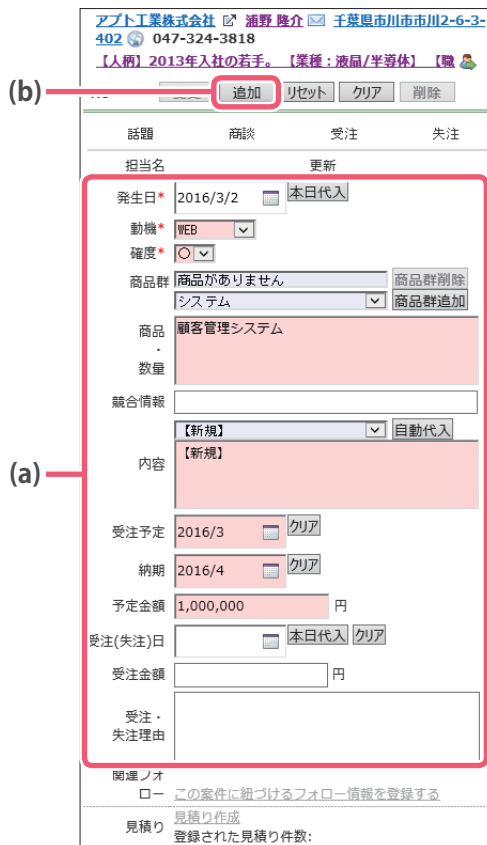 アプト工業株式会社 浦野 隆介 千葉県市川市市川2-6-3-
402 047-324-3818
【人柄】2013年入社の若手。【業種：液晶/半導体】【職
(b)
追加 リセット クリア 削除
話題 商談 受注 失注
担当名 更新
発生日* 2016/3/2 本日代入
動機* WEB
確度* 〇
商品群 商品がありません 商品群削除
システム 商品群追加
商品
・
数量
顧客管理システム
競合情報
【新規】 自動代入
内容
【新規】
(a)
受注予定 2016/3 クリア
納期 2016/4 クリア
予定金額 1,000,000 円
受注(失注)日 本日代入 クリア
受注金額 円
受注・
失注理由
関連フォ
ロー この案件に紐づけるフォロー情報を登録する
見積り 見積り作成
登録された見積り件数: